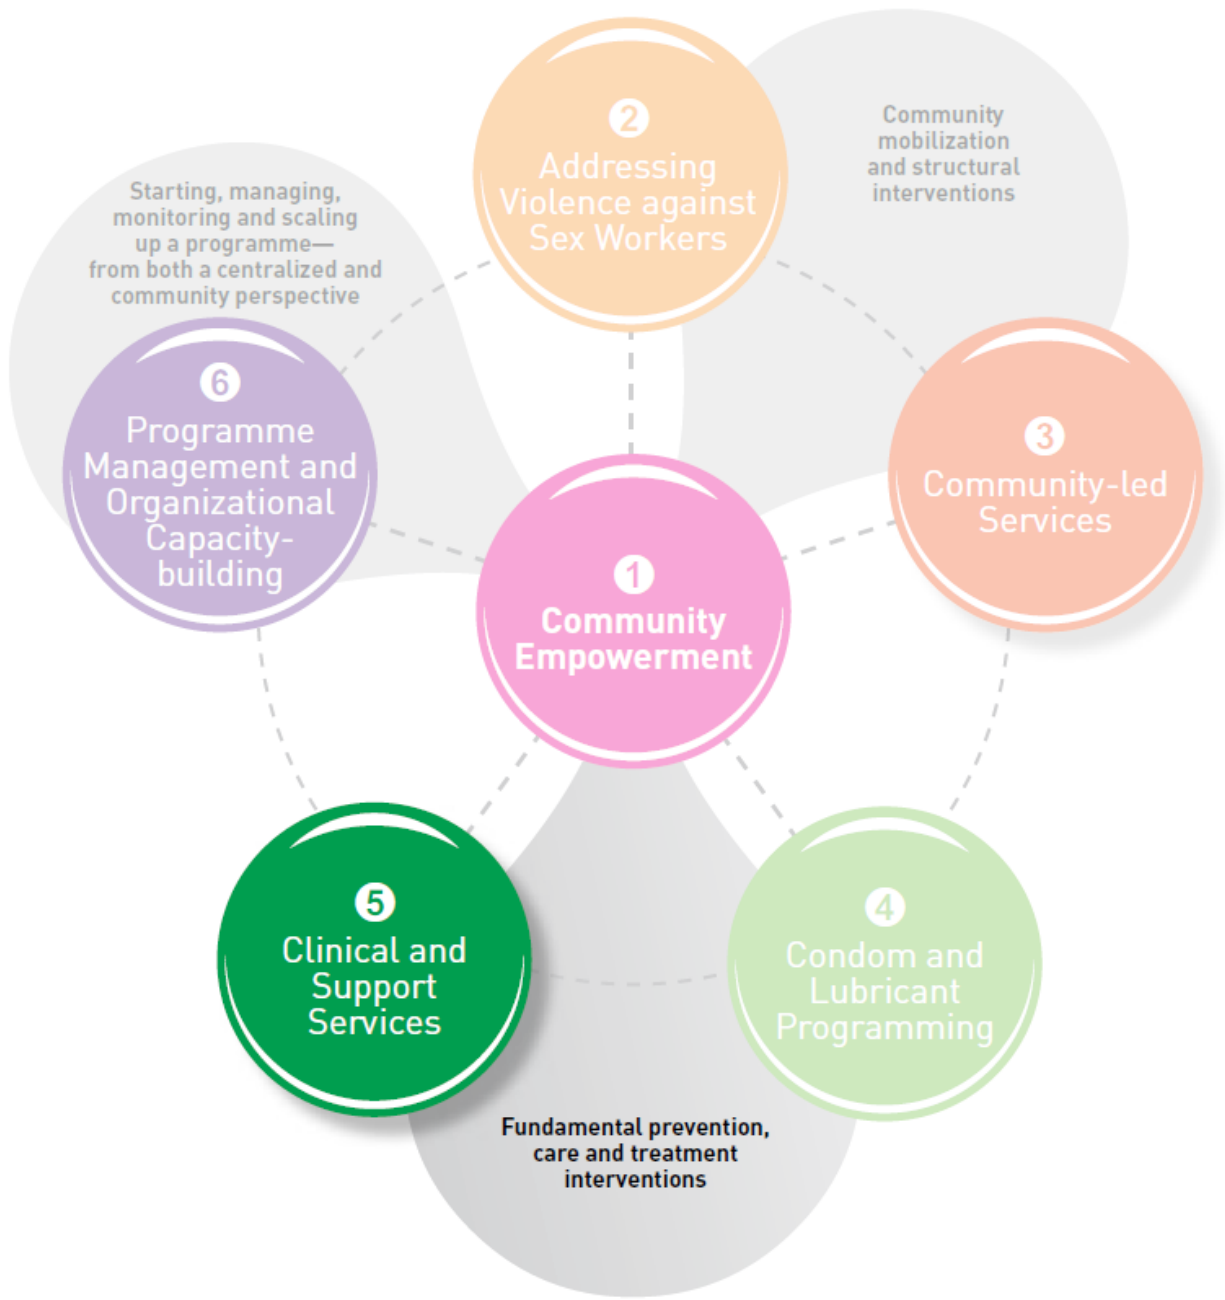 2
Addressing
Violence against
Sex Workers
Community
mobilization
and structural
interventions
Starting, managing,
monitoring and scaling
up a programme—
from both a centralized and
community perspective
6
Programme
Management and
Organizational
Capacity-
building
3
Community-led
Services
1
Community
Empowerment
5
Clinical and
Support
Services
4
Condom and
Lubricant
Programming
Fundamental prevention,
care and treatment
interventions